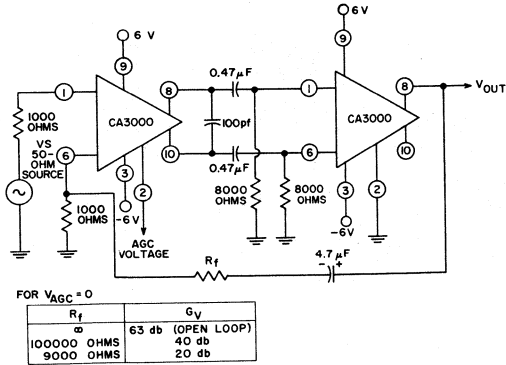 6 V
6 V
9
9
1
8
0.47μF
1
8
V OUT
1000
OHMS
CA3000
100pf
CA3000
VS
50-
OHM
SOURCE
6
10
0.47μF
6
10
3
2
3
2
1000
OHMS
-6V
8000
OHMS
8000
OHMS
-6V
AGC
VOLTAGE
Rf
4.7μF
- +
FOR VAGC = 0
Rf GV
∞ 63 db (OPEN LOOP)
100000 OHMS 40 db
9000 OHMS 20 db